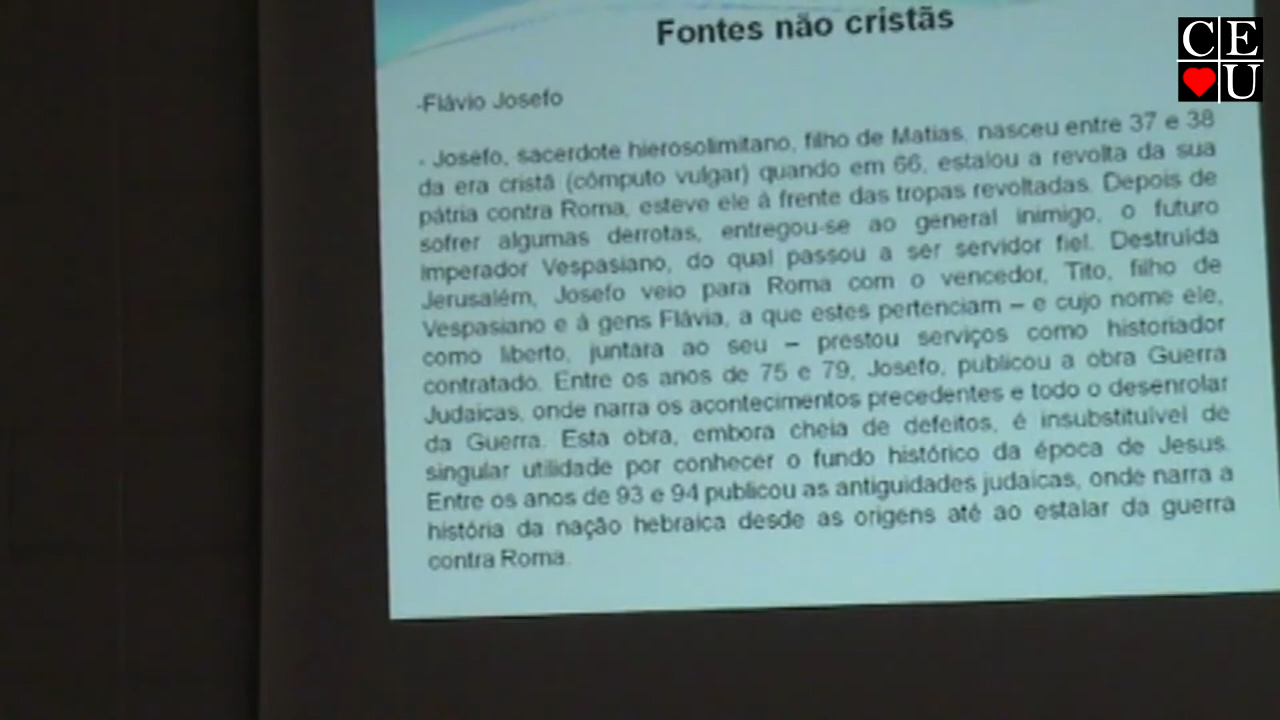 Fontes não cristãs
-Flávio Josefo
- Josefo, sacerdote hierosolimitano, filho de Matias, nasceu entre 37 e 38
da era cristã (cômputo vulgar) quando em 66, estalou a revolta da sua
pátria contra Roma, esteve ele à frente das tropas revoltadas. Depois de
sofrer algumas derrotas, entregou-se ao general inimigo, o futuro
imperador Vespasiano, do qual passou a ser servidor fiel. Destruída
Jerusalém, Josefo veio para Roma com o vencedor, Tito, filho de
Vespasiano e à gens Flávia, a que estes pertenciam – e cujo nome ele,
como liberto, juntara ao seu – prestou serviços como historiador
contratado. Entre os anos de 75 e 79, Josefo, publicou a obra Guerra
Judaicas, onde narra os acontecimentos precedentes e todo o desenrolar
da Guerra. Esta obra, embora cheia de defeitos, é insubstituível de
singular utilidade por conhecer o fundo histórico da época de Jesus.
Entre os anos de 93 e 94 publicou as antiguidades judaicas, onde narra a
história da nação hebraica desde as origens até ao estalar da guerra
contra Roma.
CE
U